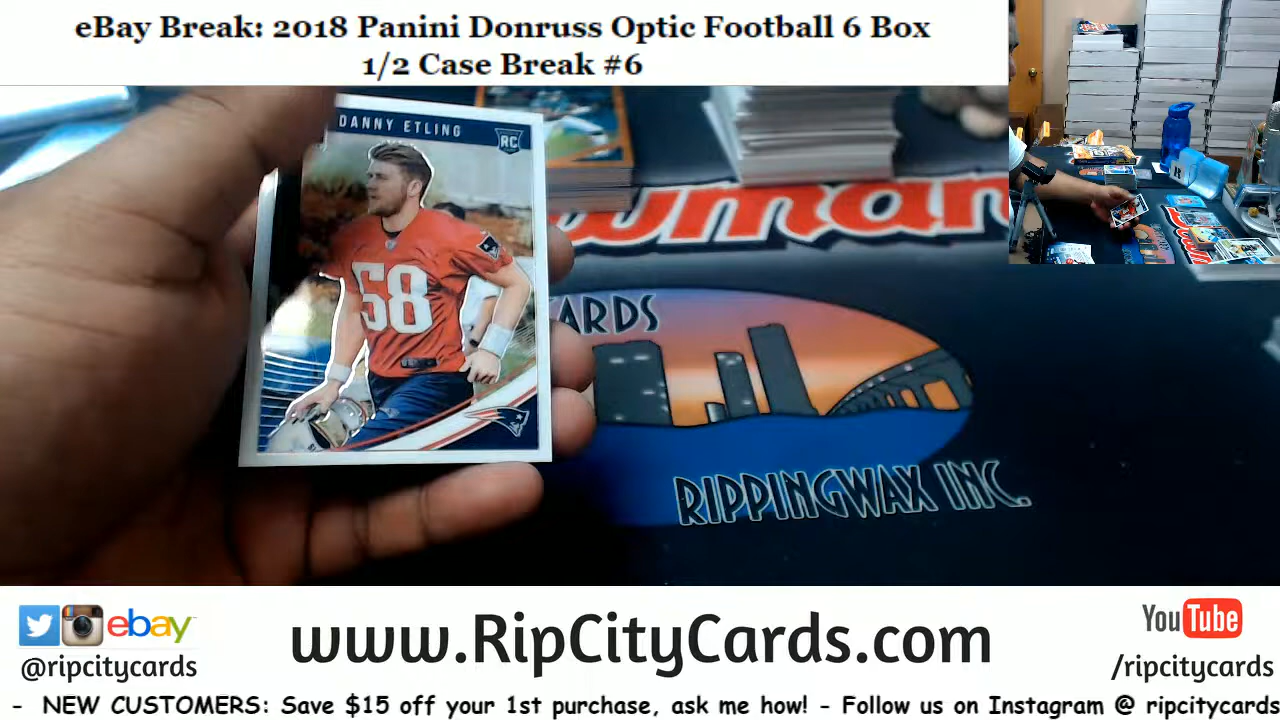 eBay Break: 2018 Panini Donruss Optic Football 6 Box
1/2 Case Break #6
DANNY ETLING
RC
58
wman
CARDS
RIPPINGWAX INC.
ebay
@ripcitycards
www.RipCityCards.com
YouTube
/ripcitycards
- NEW CUSTOMERS: Save $15 off your 1st purchase, ask me how! - Follow us on Instagram @ ripcitycards